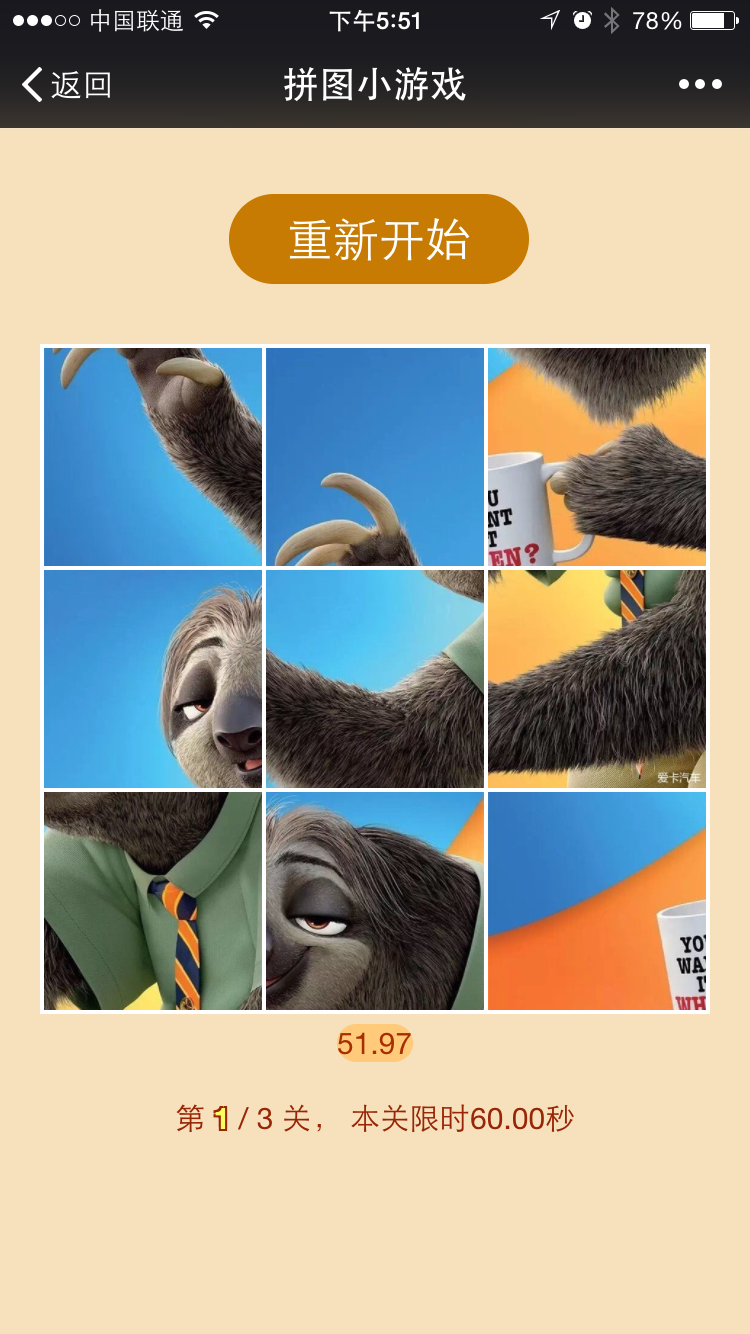 中国联通 下午5:51 78%
返回 拼图小游戏
重新开始
U
NT
T
EN?
爱卡汽车
YO
WA
I
WH
51.97
第 1 / 3 关， 本关限时60.00秒